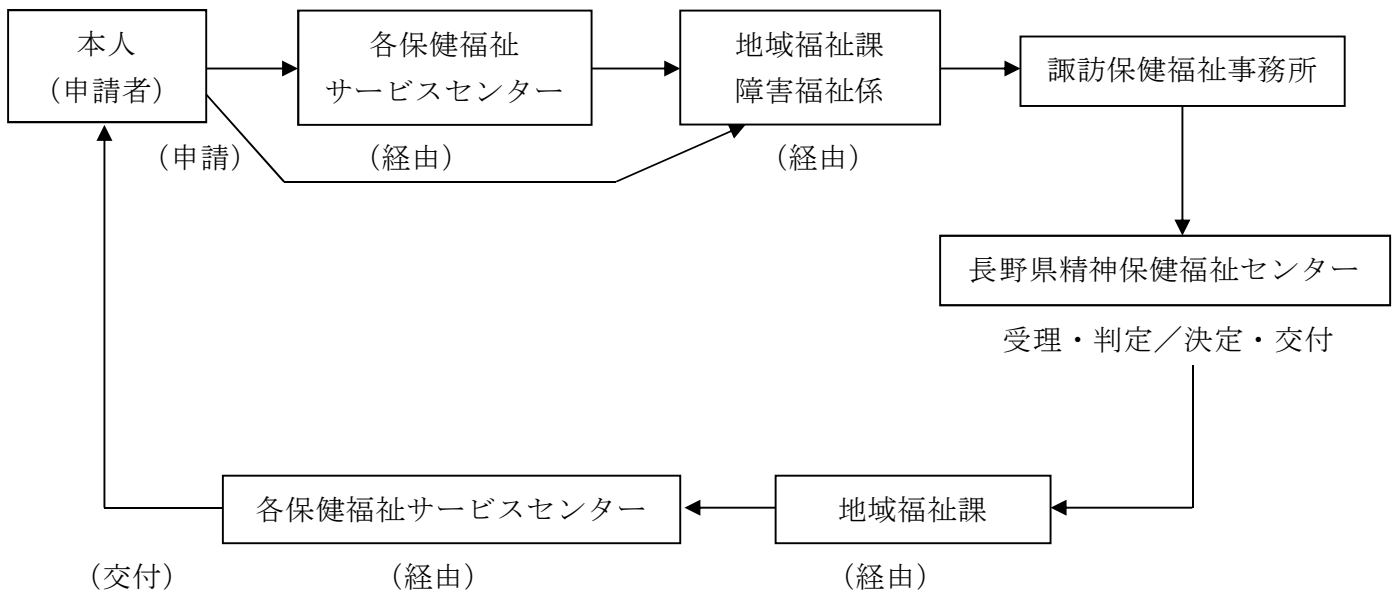 本人
（申請者）
各保健福祉
サービスセンター
地域福祉課
障害福祉係
諏訪保健福祉事務所
（申請）
（経由）
（経由）
長野県精神保健福祉センター
受理・判定／決定・交付
各保健福祉サービスセンター
地域福祉課
（交付）
（経由）
（経由）